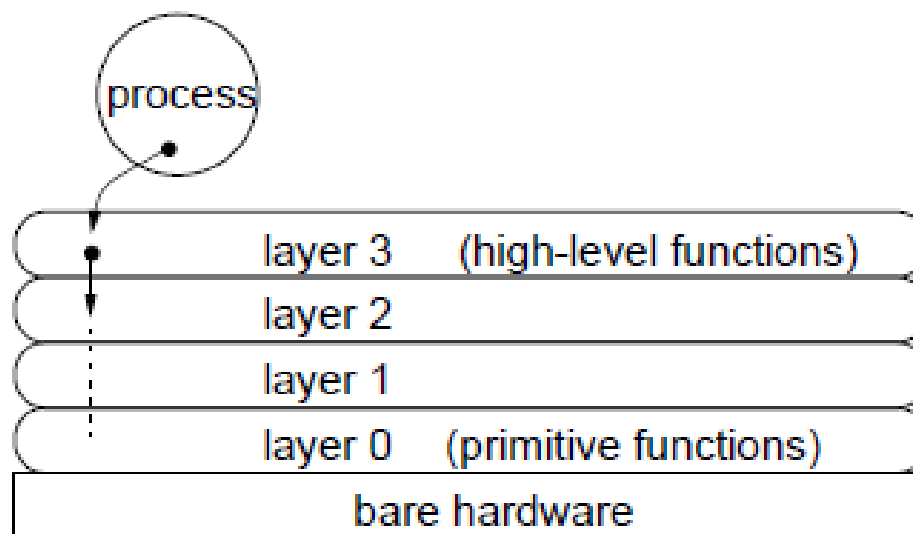 process
layer 3 (high-level functions)
layer 2
layer 1
layer 0 (primitive functions)
bare hardware